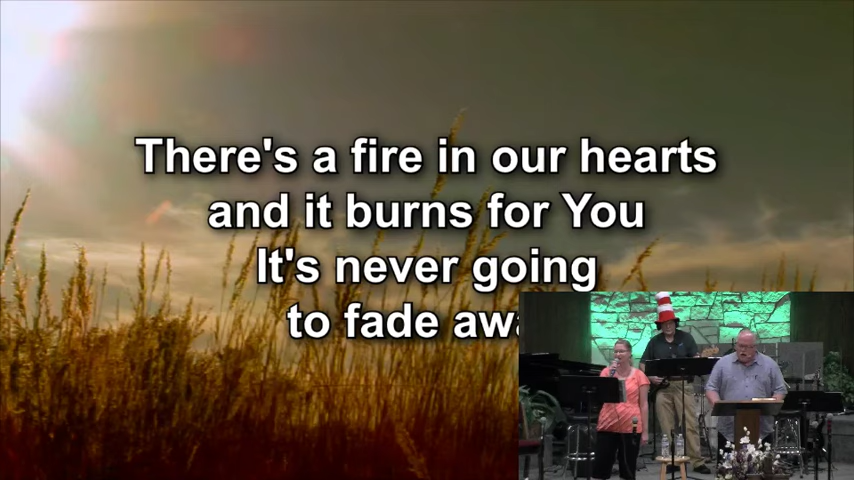 There's a fire in our hearts
and it burns for You
It's never going
to fade awa